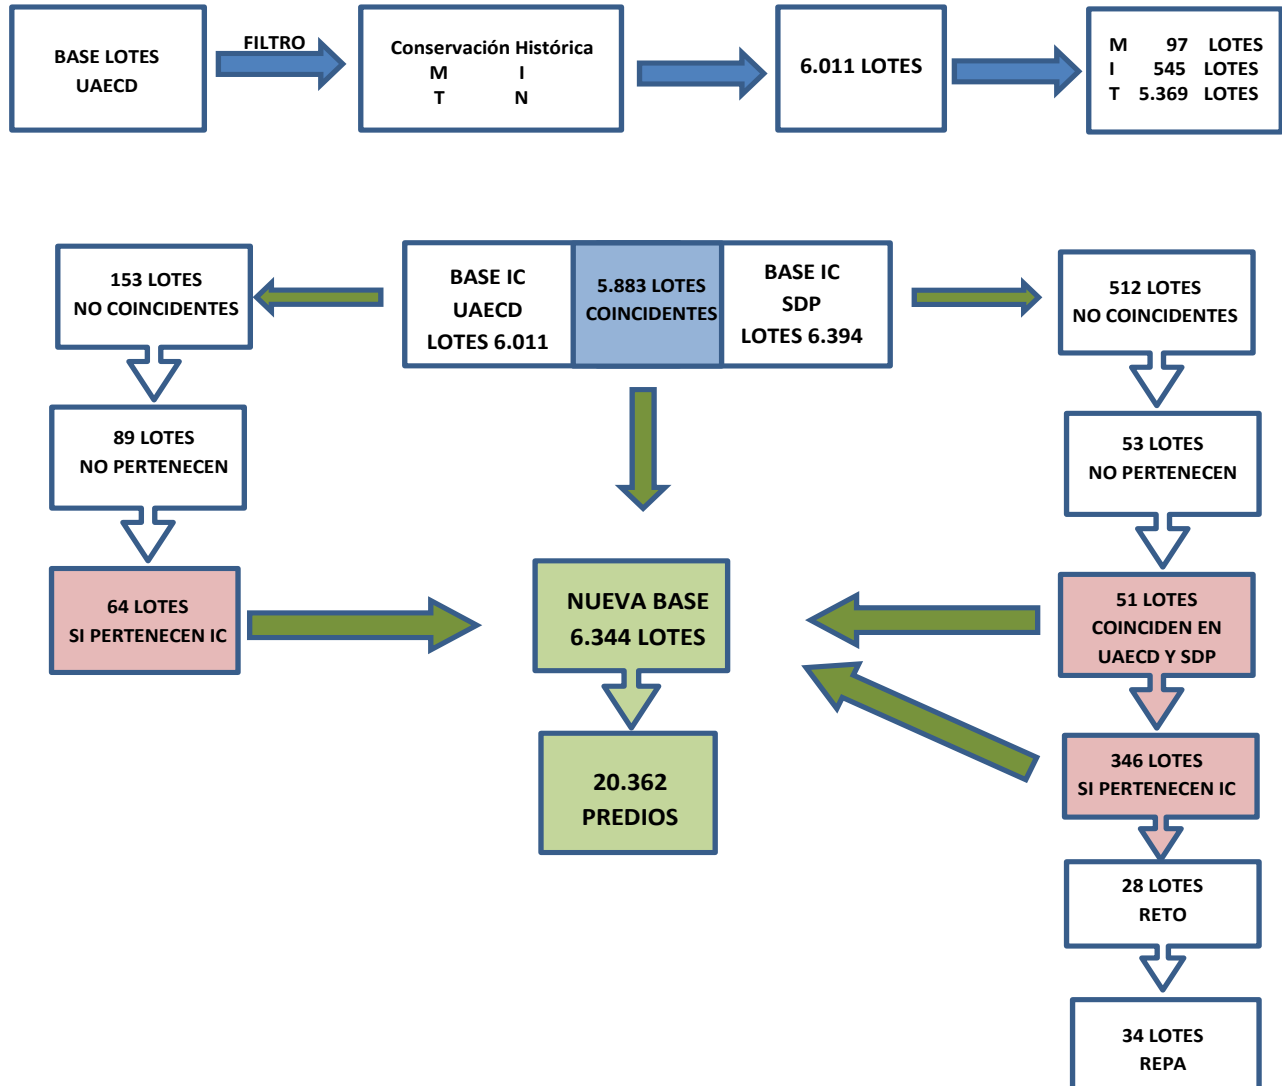 BASE LOTES
UAECD
FILTRO
Conservación Histórica
M I
T N
6.011 LOTES
M 97 LOTES
I 545 LOTES
T 5.369 LOTES
153 LOTES
NO COINCIDENTES
BASE IC
UAECD
LOTES 6.011
5.883 LOTES
COINCIDENTES
BASE IC
SDP
LOTES 6.394
512 LOTES
NO COINCIDENTES
89 LOTES
NO PERTENECEN
53 LOTES
NO PERTENECEN
64 LOTES
SI PERTENECEN IC
NUEVA BASE
6.344 LOTES
51 LOTES
COINCIDEN EN
UAECD Y SDP
20.362
PREDIOS
346 LOTES
SI PERTENECEN IC
28 LOTES
RETO
34 LOTES
REPA